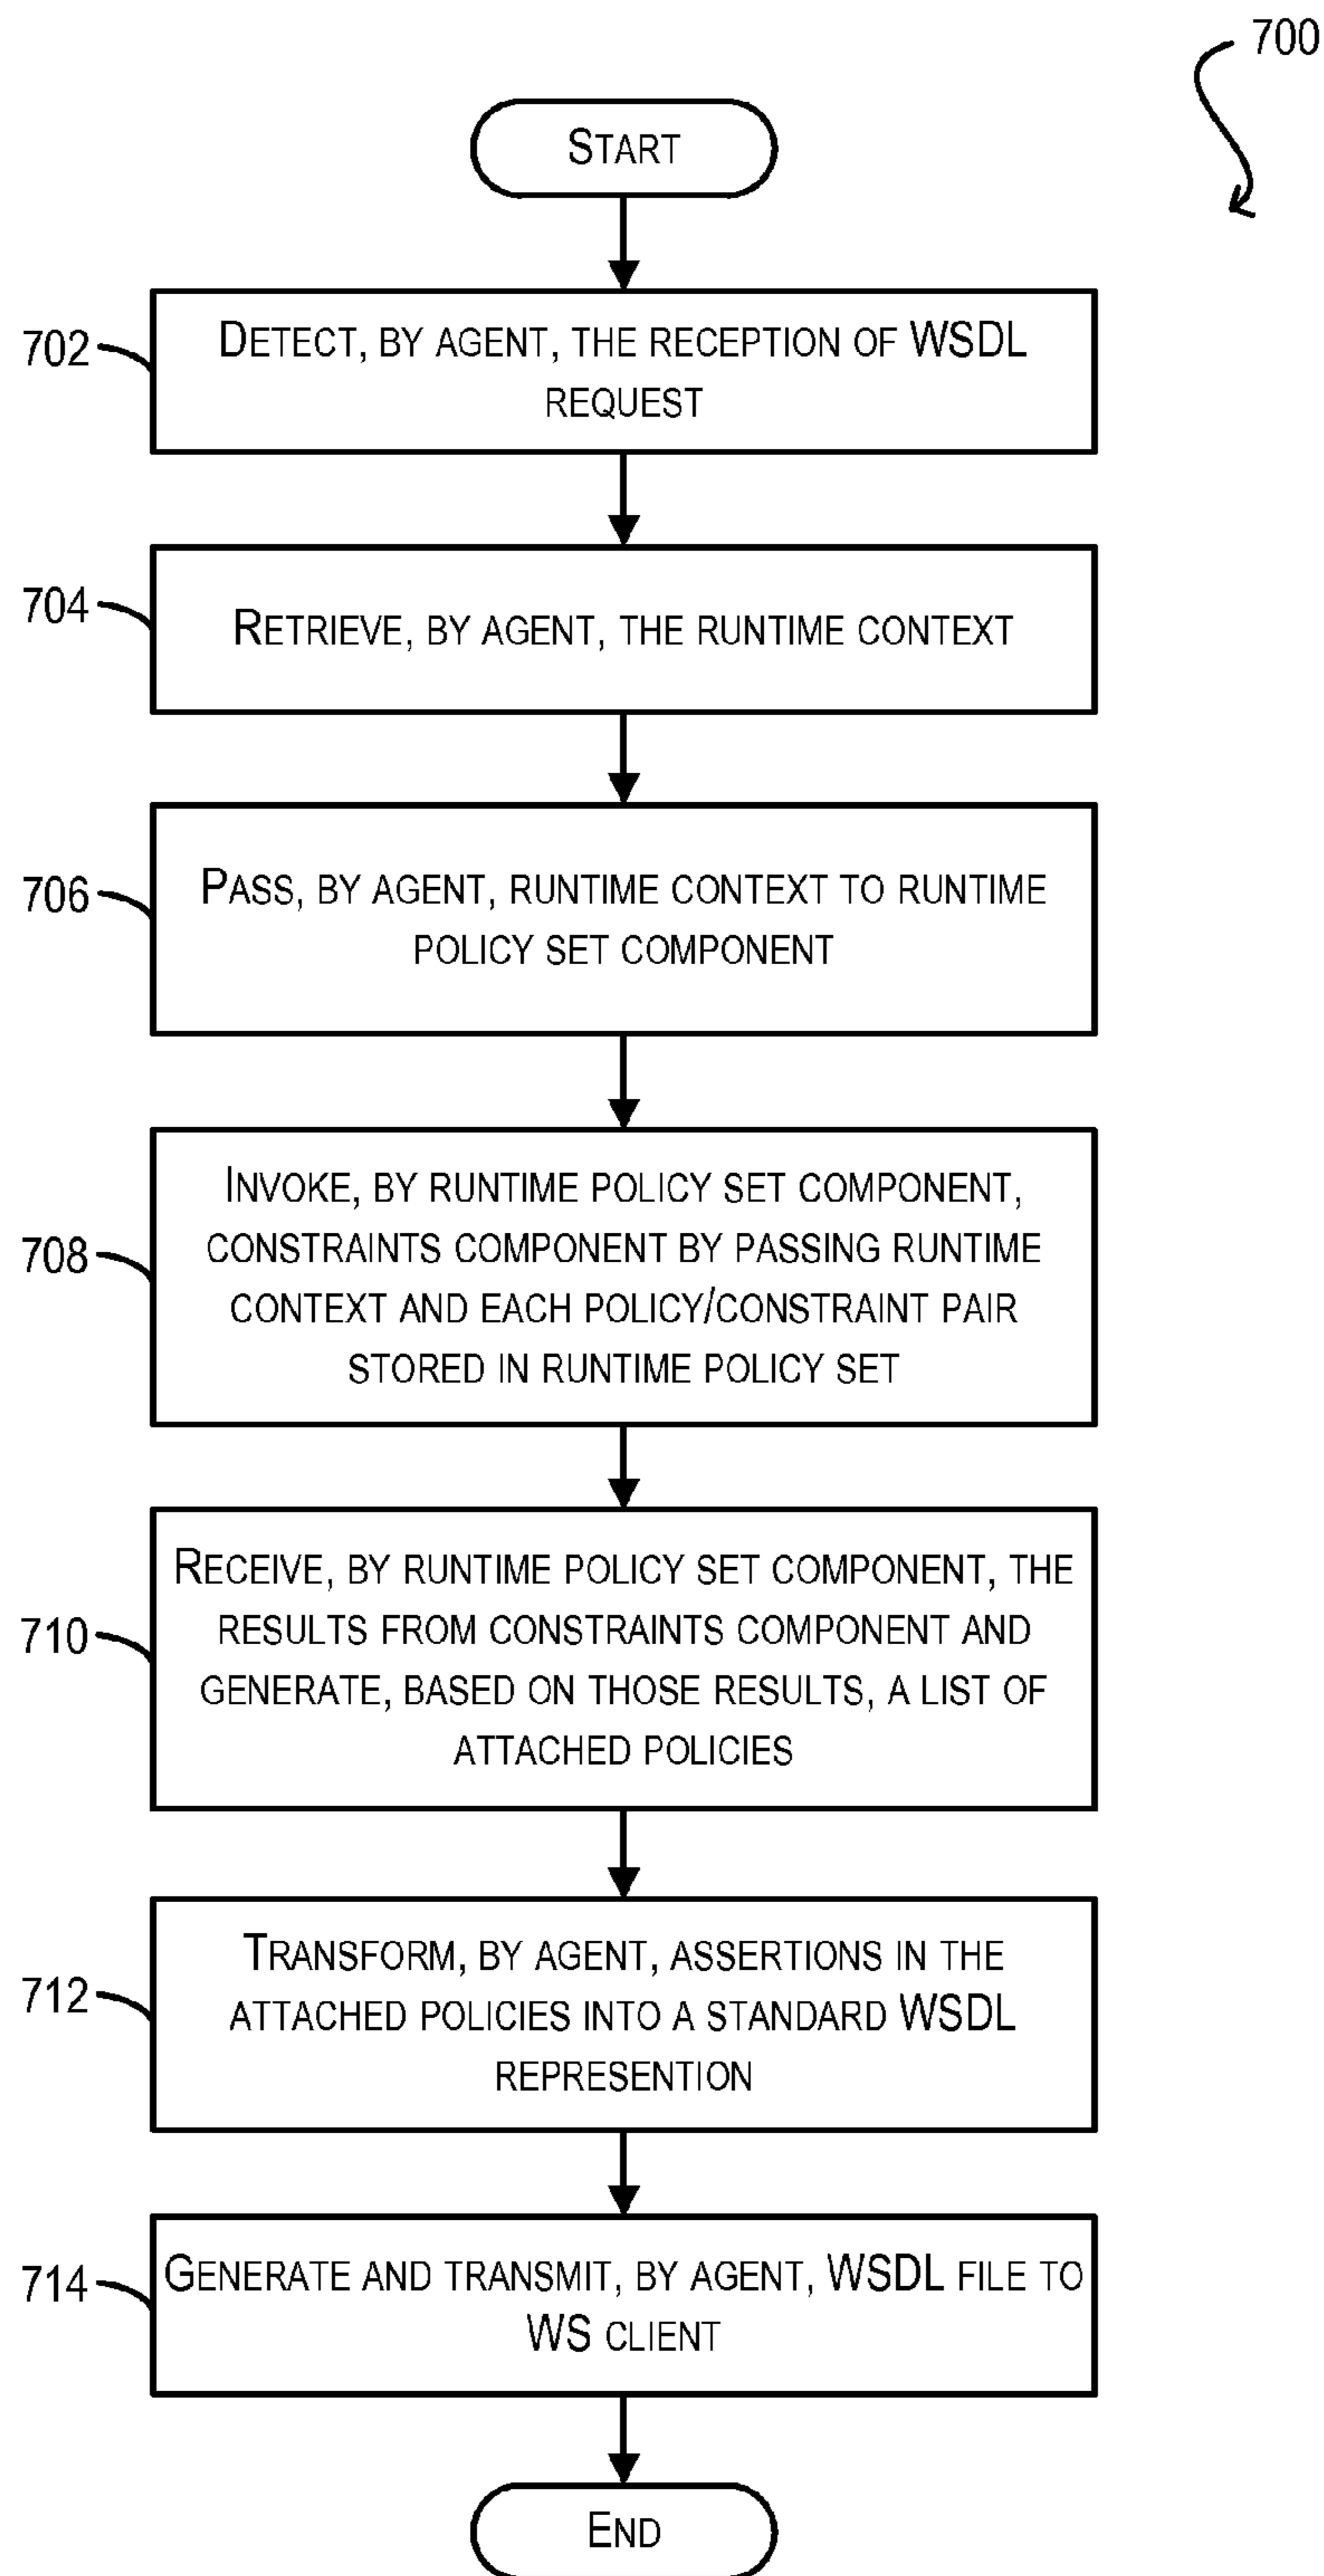 700
START
702
DETECT, BY AGENT, THE RECEPTION OF WSDL
REQUEST
704
RETRIEVE, BY AGENT, THE RUNTIME CONTEXT
706
PASS, BY AGENT, RUNTIME CONTEXT TO RUNTIME
POLICY SET COMPONENT
708
INVOKE, BY RUNTIME POLICY SET COMPONENT,
CONSTRAINTS COMPONENT BY PASSING RUNTIME
CONTEXT AND EACH POLICY/CONSTRAINT PAIR
STORED IN RUNTIME POLICY SET
710
RECEIVE, BY RUNTIME POLICY SET COMPONENT, THE
RESULTS FROM CONSTRAINTS COMPONENT AND
GENERATE, BASED ON THOSE RESULTS, A LIST OF
ATTACHED POLICIES
712
TRANSFORM, BY AGENT, ASSERTIONS IN THE
ATTACHED POLICIES INTO A STANDARD WSDL
REPRESENTION
714
GENERATE AND TRANSMIT, BY AGENT, WSDL FILE TO
WS CLIENT
END